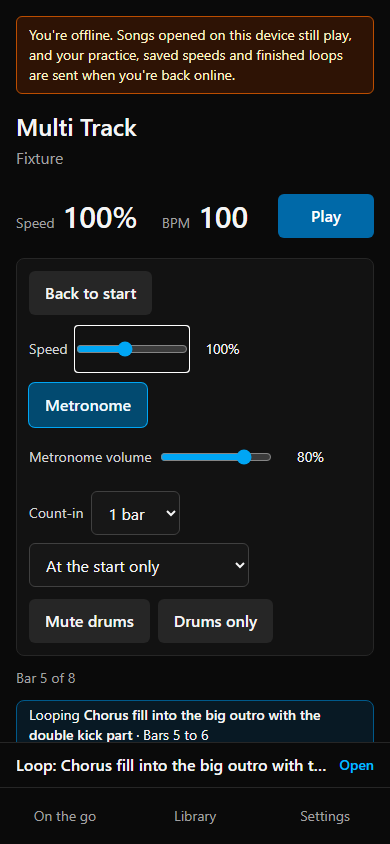 You're offline. Songs opened on this device still play,
and your practice, saved speeds and finished loops
are sent when you're back online.
Multi Track
Fixture
Speed 100% BPM 100 Play
Back to start
Speed 100%
Metronome
Metronome volume 80%
Count-in 1 bar
At the start only
Mute drums Drums only
Bar 5 of 8
Looping Chorus fill into the big outro with the
double kick part · Bars 5 to 6
Loop: Chorus fill into the big outro with t... Open
On the go Library Settings